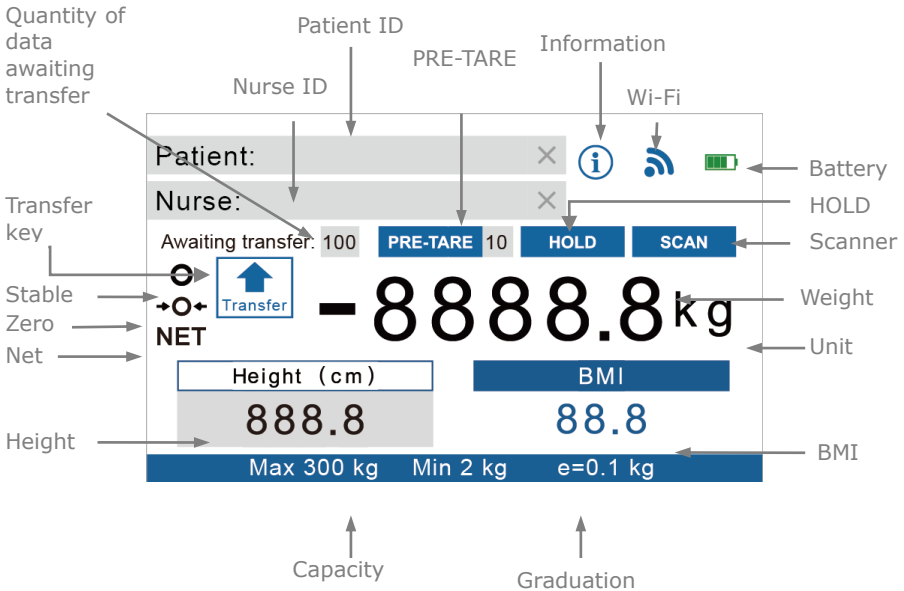 Quantity of
data
awaiting
transfer
Patient ID
Information
PRE-TARE
Nurse ID
Wi-Fi
Patient: ×
i
Battery
Nurse: ×
HOLD
Transfer
key
Awaiting transfer: 100 PRE-TARE 10 HOLD SCAN
Scanner
Transfer
Stable
Zero
Net
NET
-8888.8kg
Weight
Unit
Height (cm) BMI
888.8 88.8
Height
BMI
Max 300 kg Min 2 kg e=0.1 kg
Capacity
Graduation